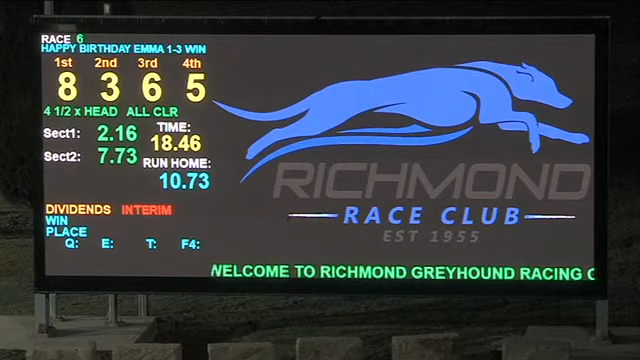 RACE 6
HAPPY BIRTHDAY EMMA 1-3 WIN
1st 2nd 3rd 4th
8 3 6 5
4 1/2 x HEAD ALL CLR
Sect1: 2.16 TIME: 18.46
Sect2: 7.73 RUN HOME: 10.73
DIVIDENDS INTERIM
WIN
PLACE
Q: E: T: F4:
RICHMOND
RACE CLUB
EST 1955
WELCOME TO RICHMOND GREYHOUND RACING